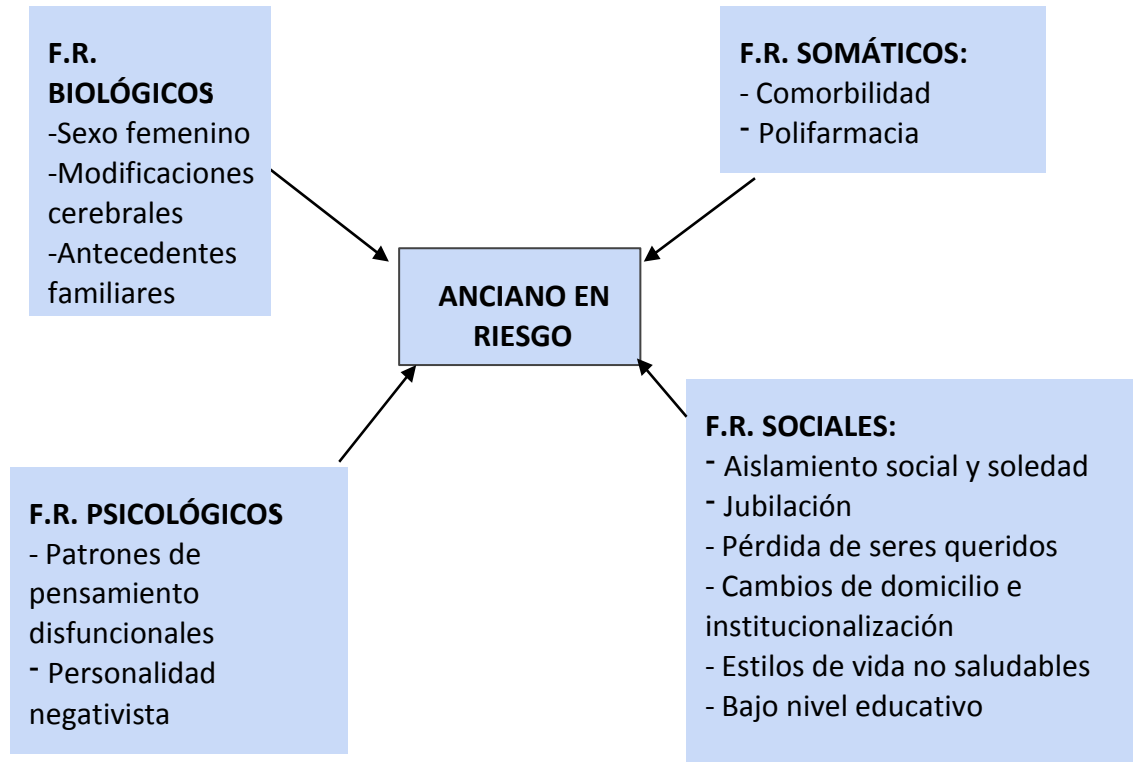 F.R.
BIOLÓGICOS
-Sexo femenino
-Modificaciones
cerebrales
-Antecedentes
familiares
F.R. SOMÁTICOS:
- Comorbilidad
- Polifarmacia
ANCIANO EN
RIESGO
F.R. PSICOLÓGICOS
- Patrones de
pensamiento
disfuncionales
- Personalidad
negativista
F.R. SOCIALES:
- Aislamiento social y soledad
- Jubilación
- Pérdida de seres queridos
- Cambios de domicilio e
institucionalización
- Estilos de vida no saludables
- Bajo nivel educativo